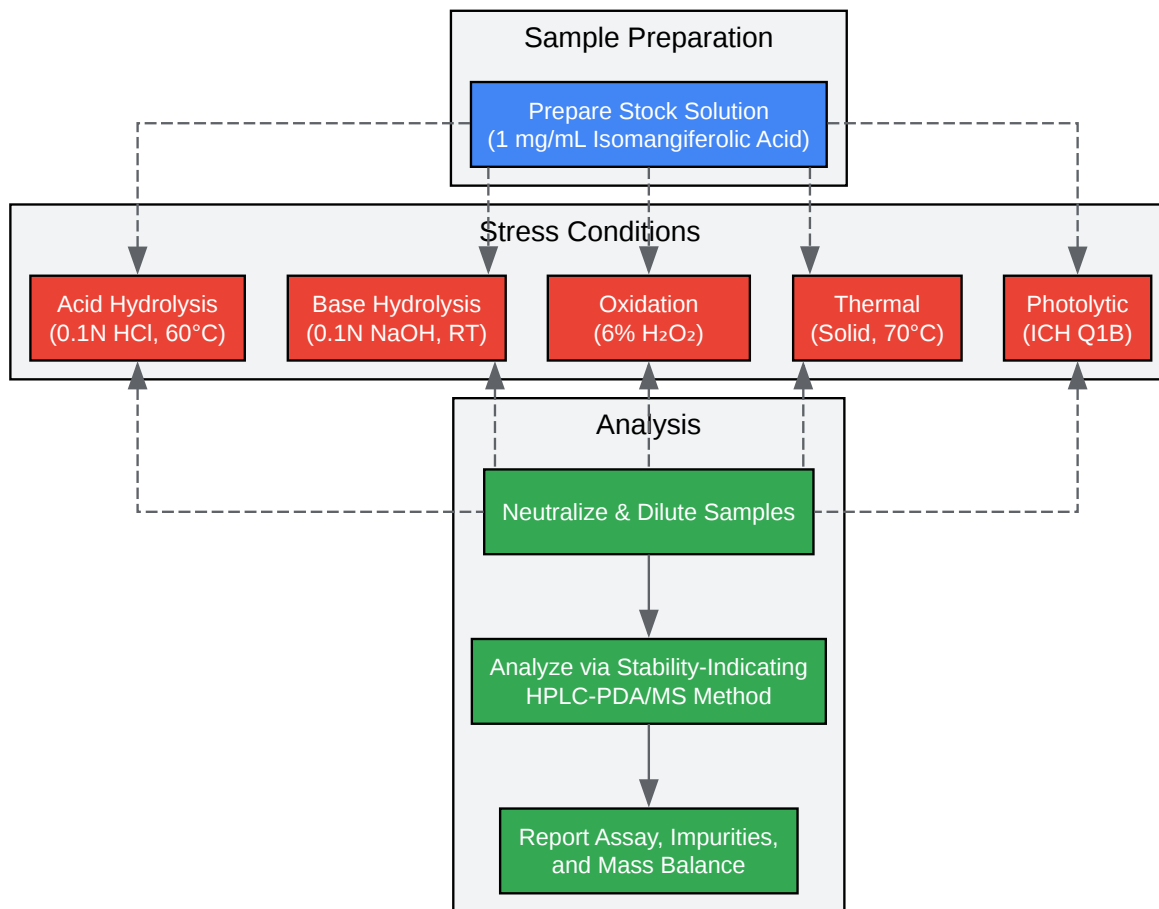 Sample Preparation
Prepare Stock Solution
(1 mg/mL Isomangiferolic Acid)
Stress Conditions
Acid Hydrolysis
(0.1N HCl, 60°C)
Base Hydrolysis
(0.1N NaOH, RT)
Oxidation
(6% H₂O₂)
Thermal
(Solid, 70°C)
Photolytic
(ICH Q1B)
Analysis
Neutralize & Dilute Samples
Analyze via Stability-Indicating
HPLC-PDA/MS Method
Report Assay, Impurities,
and Mass Balance